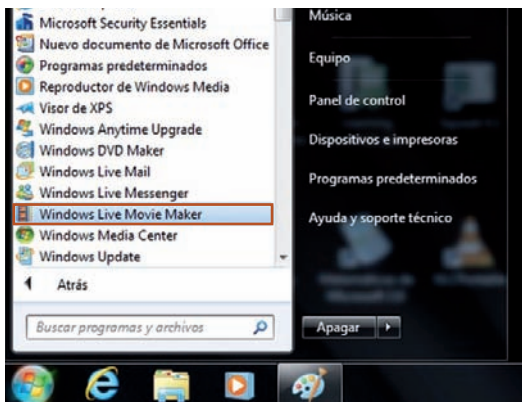 Microsoft Security Essentials
Nuevo documento de Microsoft Office
Programas predeterminados
Reproductor de Windows Media
Visor de XPS
Windows Anytime Upgrade
Windows DVD Maker
Windows Live Mail
Windows Live Messenger
Windows Live Movie Maker
Windows Media Center
Windows Update
Atrás
Buscar programas y archivos
Música
Equipo
Panel de control
Dispositivos e impresoras
Programas predeterminados
Ayuda y soporte técnico
Apagar